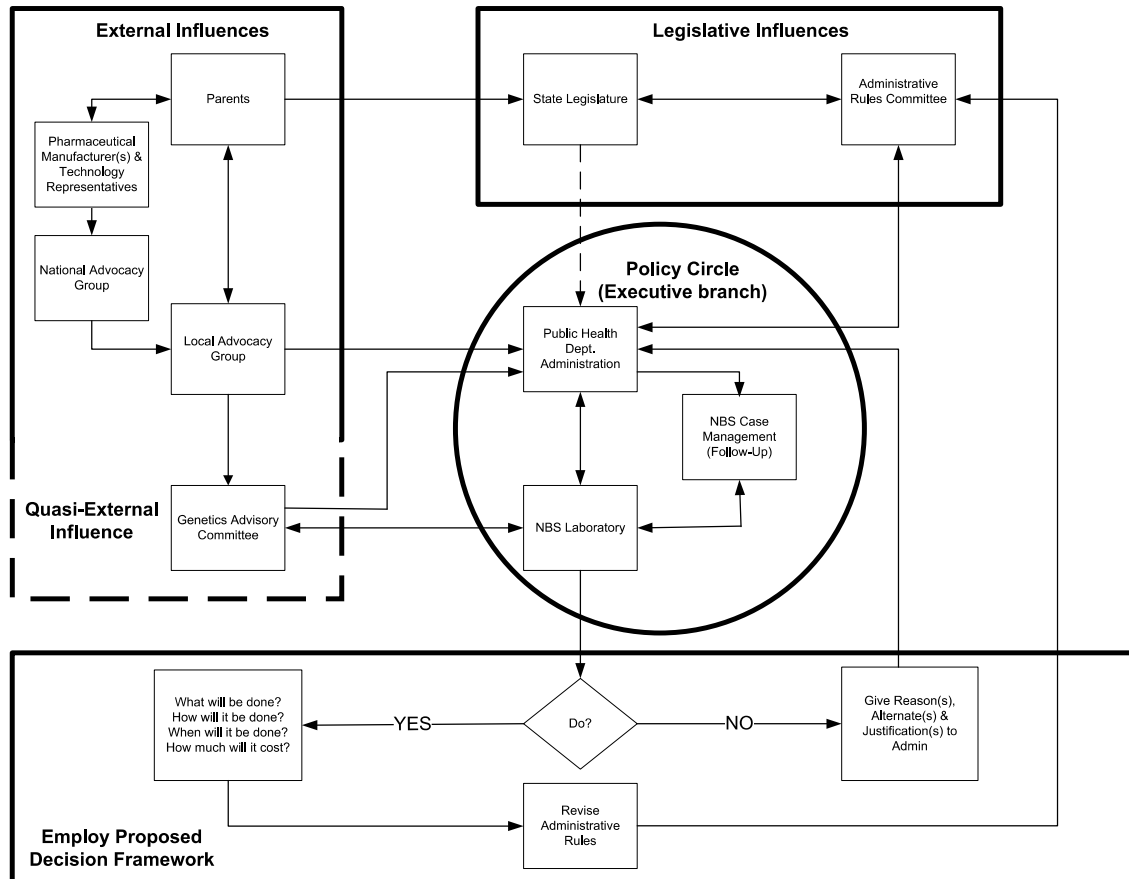 External Influences
Legislative Influences
Parents
State Legislature
Administrative
Rules Committee
Pharmaceutical
Manufacturer(s) &
Technology
Representatives
National Advocacy
Group
Policy Circle
(Executive branch)
Local Advocacy
Group
Public Health
Dept.
Administration
NBS Case
Management
(Follow-Up)
Quasi-External
Influence
Genetics Advisory
Committee
NBS Laboratory
What will be done?
How will it be done?
When will it be done?
How much will it cost?
YES
Do?
NO
Give Reason(s),
Alternate(s) &
Justification(s) to
Admin
Revise
Administrative
Rules
Employ Proposed
Decision Framework